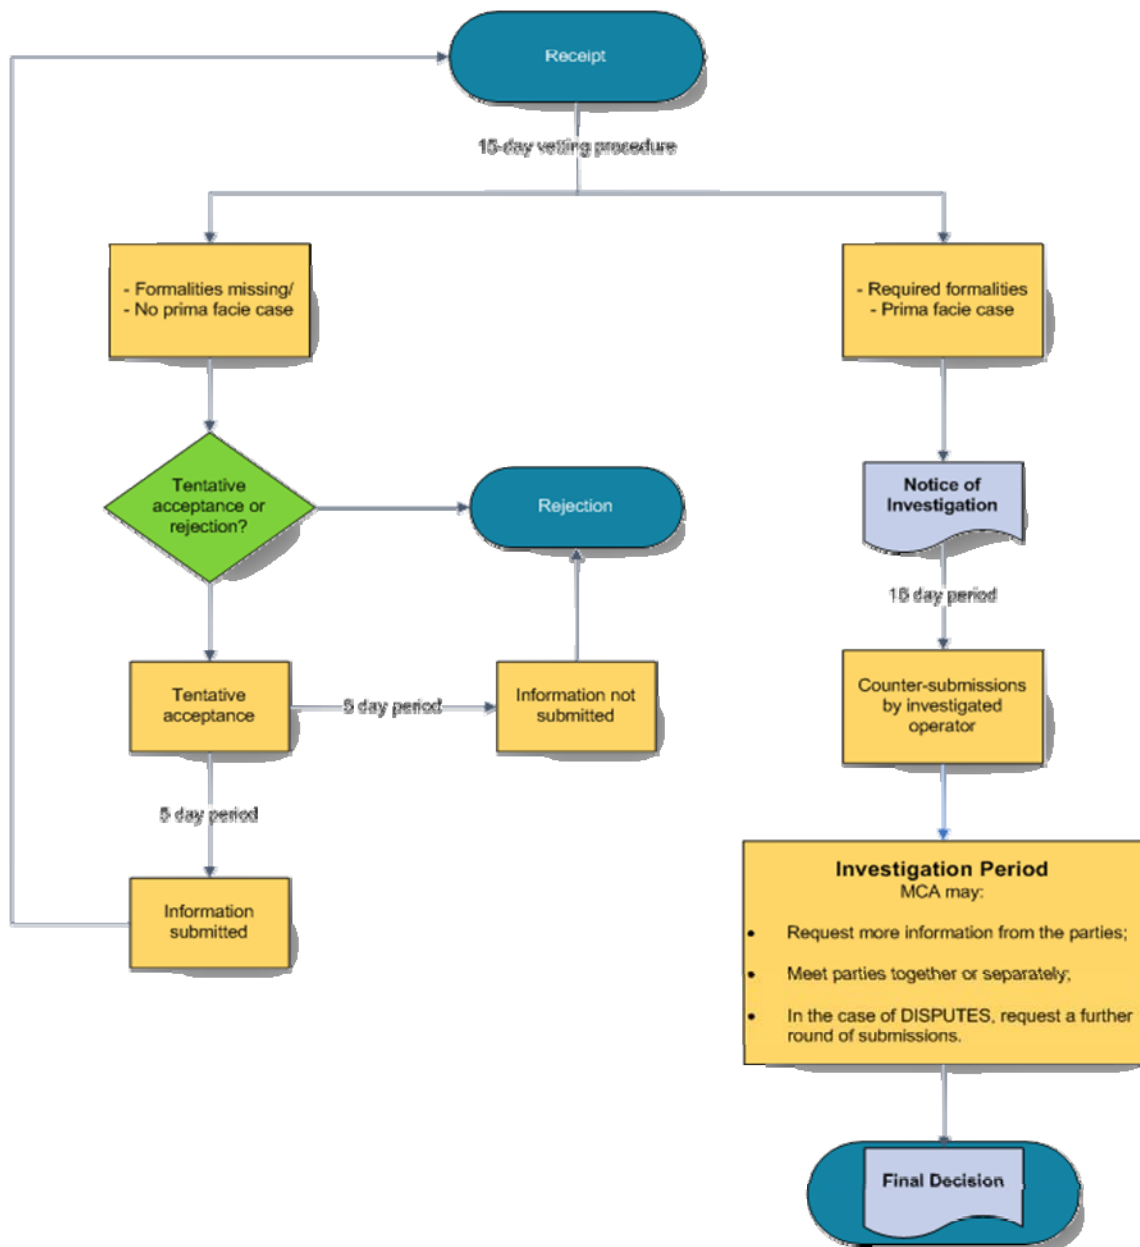 Receipt
15-day vetting procedure
- Formalities missing/
- No prima facie case
- Required formalities
- Prima facie case
Tentative
acceptance or
rejection?
Rejection
Notice of
Investigation
15 day period
Tentative
acceptance
5 day period
Information not
submitted
Counter-submissions
by investigated
operator
5 day period
Information
submitted
Investigation Period
MCA may:
• Request more information from the parties;
• Meet parties together or separately;
• In the case of DISPUTES, request a further
round of submissions.
Final Decision